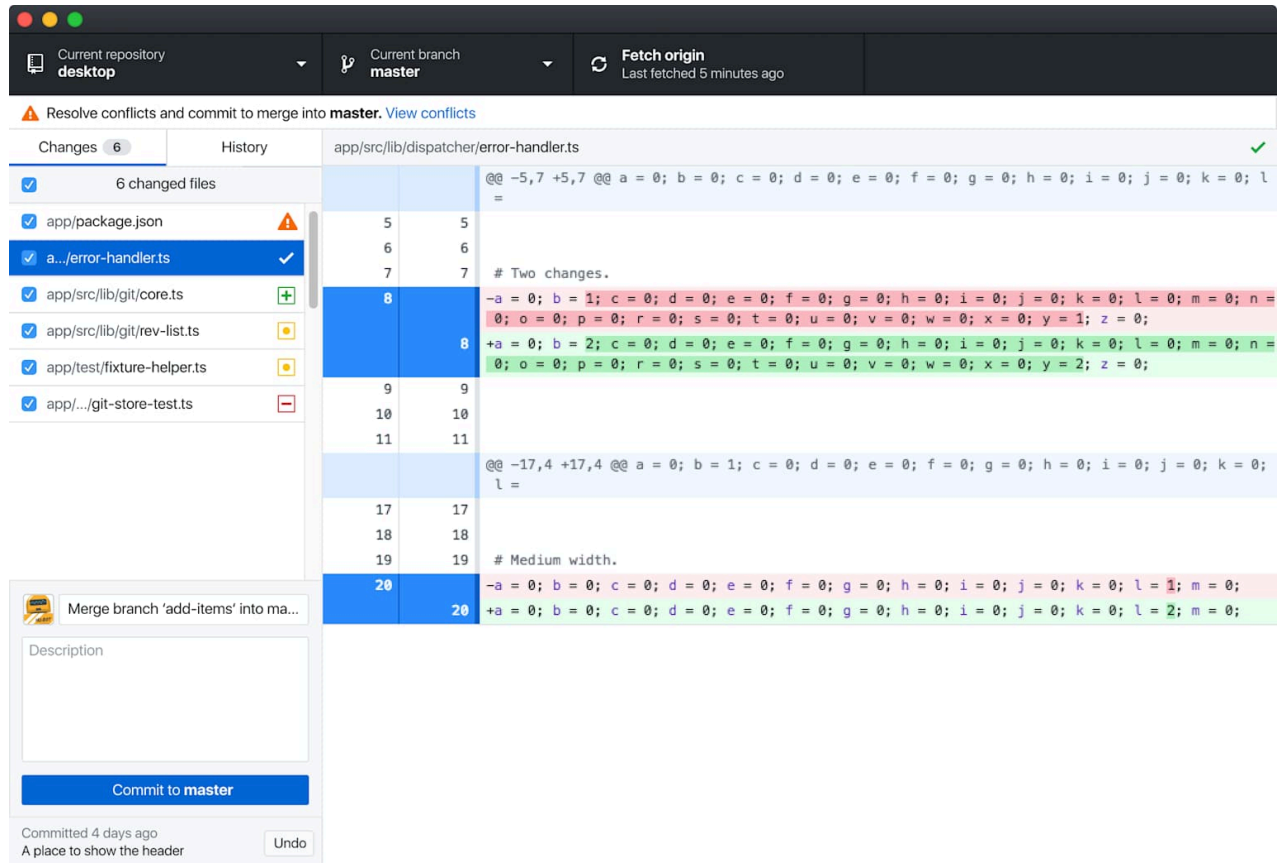 Current repository
desktop
Current branch
master
Fetch origin
Last fetched 5 minutes ago
Resolve conflicts and commit to merge into master. View conflicts
Changes 6
History
app/src/lib/dispatcher/error-handler.ts
6 changed files
app/package.json
a.../error-handler.ts
app/src/lib/git/core.ts
app/src/lib/git/rev-list.ts
app/test/fixture-helper.ts
app/.../git-store-test.ts
@@ -5,7 +5,7 @@ a = 0; b = 0; c = 0; d = 0; e = 0; f = 0; g = 0; h = 0; i = 0; j = 0; k = 0; l
=
5 5
6 6
7 7 # Two changes.
8 -a = 0; b = 1; c = 0; d = 0; e = 0; f = 0; g = 0; h = 0; i = 0; j = 0; k = 0; l = 0; m = 0; n =
0; o = 0; p = 0; r = 0; s = 0; t = 0; u = 0; v = 0; w = 0; x = 0; y = 1; z = 0;
8 +a = 0; b = 2; c = 0; d = 0; e = 0; f = 0; g = 0; h = 0; i = 0; j = 0; k = 0; l = 0; m = 0; n =
0; o = 0; p = 0; r = 0; s = 0; t = 0; u = 0; v = 0; w = 0; x = 0; y = 2; z = 0;
9 9
10 10
11 11
@@ -17,4 +17,4 @@ a = 0; b = 1; c = 0; d = 0; e = 0; f = 0; g = 0; h = 0; i = 0; j = 0; k = 0;
l =
17 17
18 18
19 19 # Medium width.
20 -a = 0; b = 0; c = 0; d = 0; e = 0; f = 0; g = 0; h = 0; i = 0; j = 0; k = 0; l = 1; m = 0;
20 +a = 0; b = 0; c = 0; d = 0; e = 0; f = 0; g = 0; h = 0; i = 0; j = 0; k = 0; l = 2; m = 0;
Merge branch ‘add-items’ into ma...
Description
Commit to master
Committed 4 days ago
A place to show the header
Undo